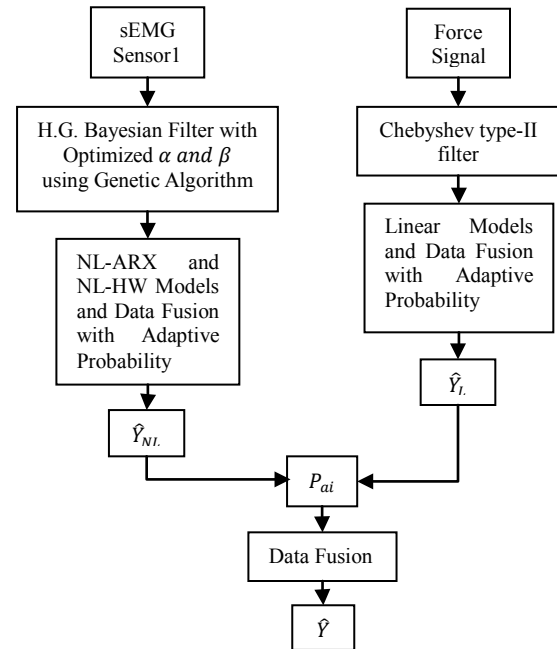 sEMG
Sensor1
H.G. Bayesian Filter with
Optimized α and β
using Genetic Algorithm
NL-ARX and
NL-HW Models
and Data Fusion
with Adaptive
Probability
Ŷ_NL
Force
Signal
Chebyshev type-II
filter
Linear Models
and Data Fusion
with Adaptive
Probability
Ŷ_L
P_ai
Data Fusion
Ŷ